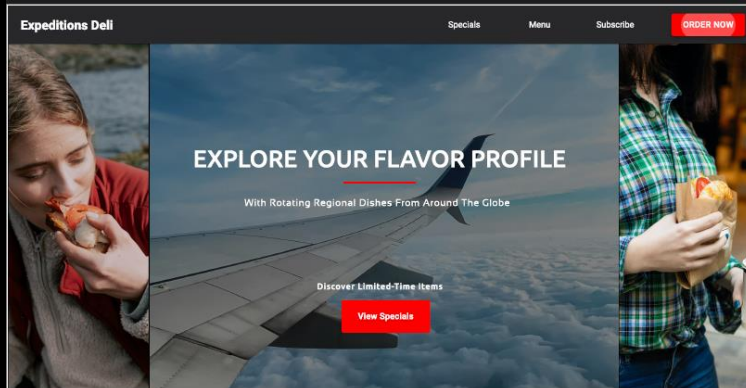 Expeditions Deli
Specials
Menu
Subscribe
ORDER NOW
EXPLORE YOUR FLAVOR PROFILE
With Rotating Regional Dishes From Around The Globe
Discover Limited-Time Items
View Specials